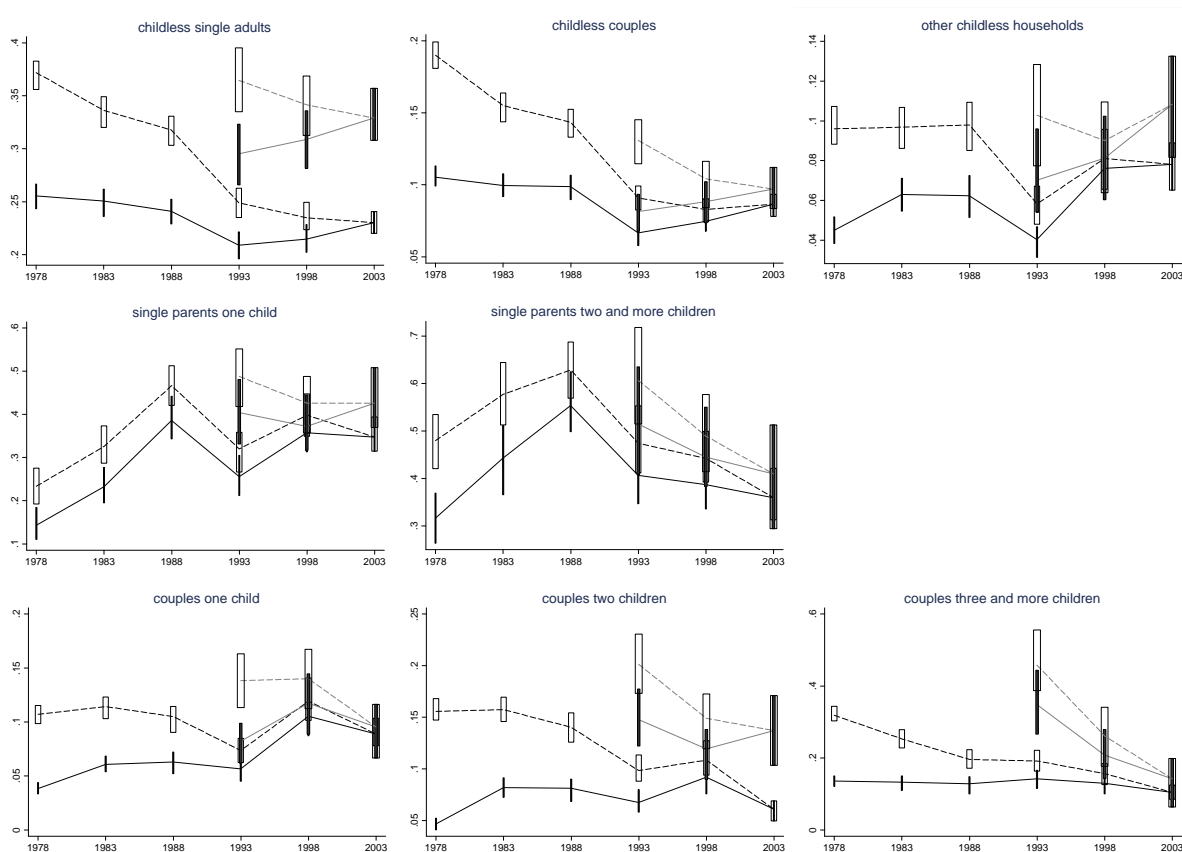 childless single adults
.4
.35
.3
.25
.2
1978 1983 1988 1993 1998 2003
childless couples
.2
.15
.1
.05
1978 1983 1988 1993 1998 2003
other childless households
.14
.12
.1
.08
.06
.04
1978 1983 1988 1993 1998 2003
single parents one child
.6
.5
.4
.3
.2
.1
1978 1983 1988 1993 1998 2003
single parents two and more children
.7
.6
.5
.4
.3
1978 1983 1988 1993 1998 2003
couples one child
.2
.15
.1
.05
0
1978 1983 1988 1993 1998 2003
couples two children
.25
.2
.15
.1
.05
1978 1983 1988 1993 1998 2003
couples three and more children
.6
.4
.2
0
1978 1983 1988 1993 1998 2003